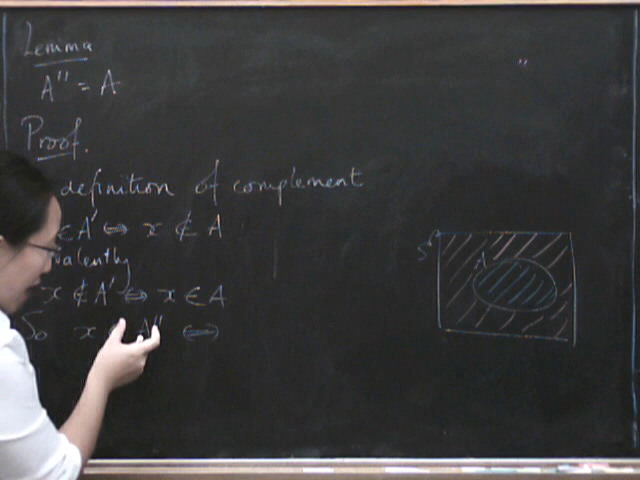 Lemma
A'' = A
Proof.
definition of complement
∈ A' ⇔ x ∉ A
valently
x ∉ A' ⇔ x ∈ A
So x A'' ⇔
S
A